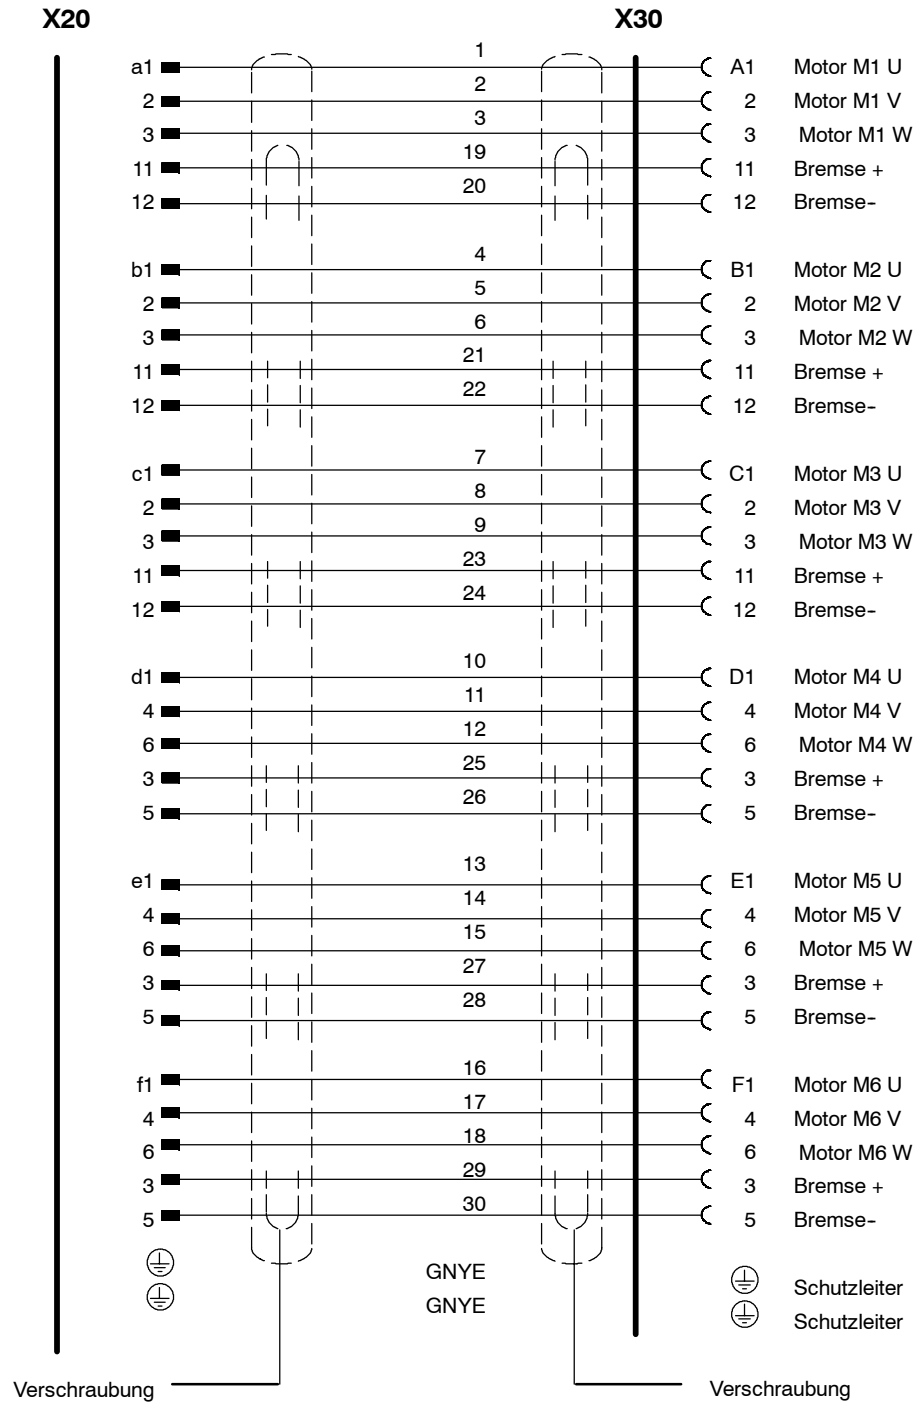 X20 X30
a1 1 A1 Motor M1 U
2 2 2 Motor M1 V
3 3 3 Motor M1 W
11 19 11 Bremse +
12 20 12 Bremse-
b1 4 B1 Motor M2 U
2 5 2 Motor M2 V
3 6 3 Motor M2 W
11 21 11 Bremse +
12 22 12 Bremse-
c1 7 C1 Motor M3 U
2 8 2 Motor M3 V
3 9 3 Motor M3 W
11 23 11 Bremse +
12 24 12 Bremse-
d1 10 D1 Motor M4 U
4 11 4 Motor M4 V
6 12 6 Motor M4 W
3 25 3 Bremse +
5 26 5 Bremse-
e1 13 E1 Motor M5 U
4 14 4 Motor M5 V
6 15 6 Motor M5 W
3 27 3 Bremse +
5 28 5 Bremse-
f1 16 F1 Motor M6 U
4 17 4 Motor M6 V
6 18 6 Motor M6 W
3 29 3 Bremse +
5 30 5 Bremse-
GNYE Schutzleiter
GNYE Schutzleiter
Verschraubung Verschraubung